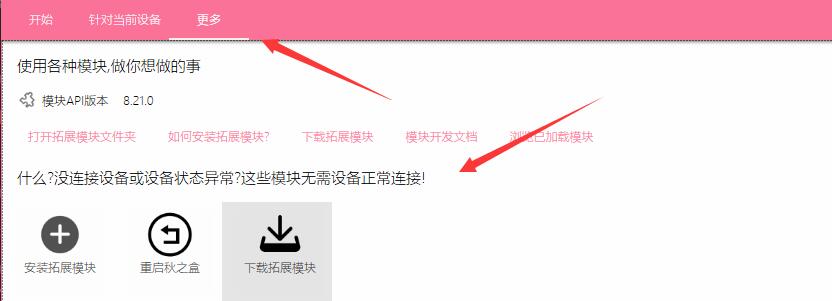 开始 针对当前设备 更多
使用各种模块,做你想做的事
模块API版本 8.21.0
打开拓展模块文件夹 如何安装拓展模块? 下载拓展模块 模块开发文档 浏览已加载模块
什么?没连接设备或设备状态异常?这些模块无需设备正常连接!
安装拓展模块 重启秋之盒 下载拓展模块